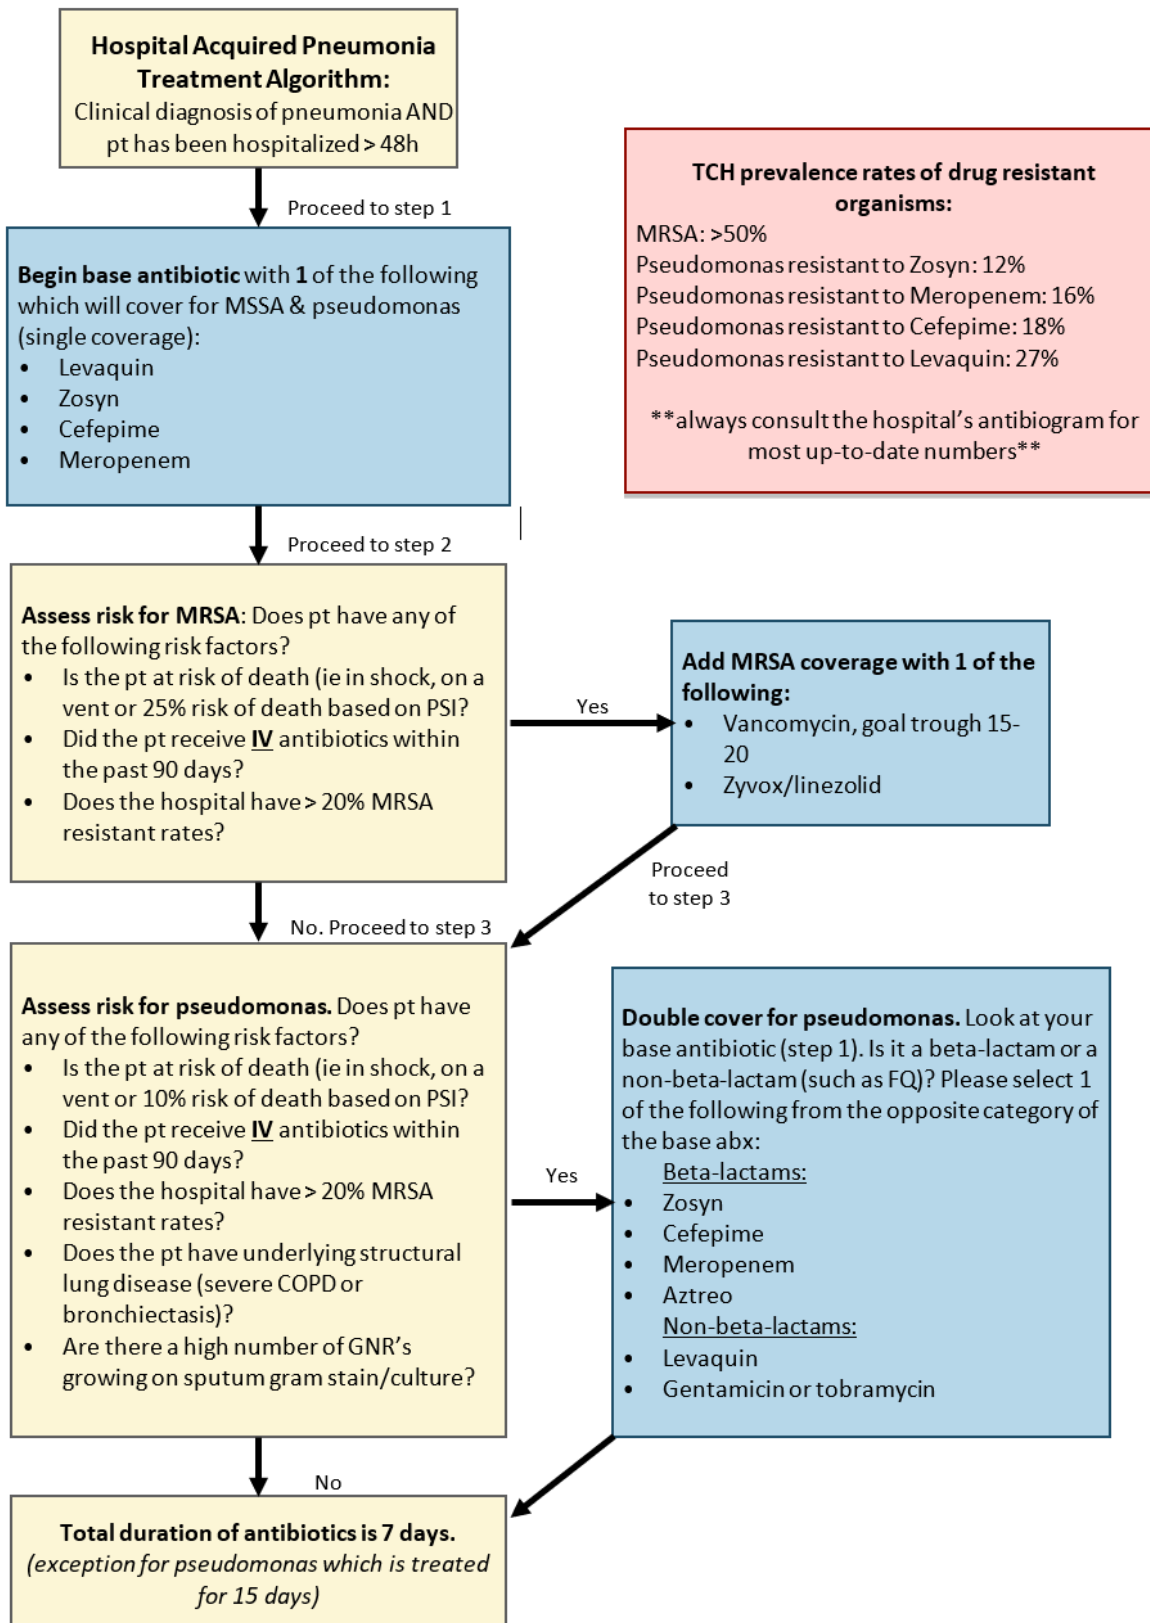 Hospital Acquired Pneumonia
Treatment Algorithm:
Clinical diagnosis of pneumonia AND
pt has been hospitalized > 48h
Proceed to step 1
Begin base antibiotic with 1 of the following
which will cover for MSSA & pseudomonas
(single coverage):
• Levaquin
• Zosyn
• Cefepime
• Meropenem
TCH prevalence rates of drug resistant
organisms:
MRSA: >50%
Pseudomonas resistant to Zosyn: 12%
Pseudomonas resistant to Meropenem: 16%
Pseudomonas resistant to Cefepime: 18%
Pseudomonas resistant to Levaquin: 27%
**always consult the hospital's antibiogram for
most up-to-date numbers**
Proceed to step 2
Assess risk for MRSA: Does pt have any of
the following risk factors?
• Is the pt at risk of death (ie in shock, on a
vent or 25% risk of death based on PSI?
• Did the pt receive IV antibiotics within
the past 90 days?
• Does the hospital have > 20% MRSA
resistant rates?
Yes
Add MRSA coverage with 1 of the
following:
• Vancomycin, goal trough 15-
20
• Zyvox/linezolid
Proceed
to step 3
No. Proceed to step 3
Assess risk for pseudomonas. Does pt have
any of the following risk factors?
• Is the pt at risk of death (ie in shock, on a
vent or 10% risk of death based on PSI?
• Did the pt receive IV antibiotics within
the past 90 days?
• Does the hospital have > 20% MRSA
resistant rates?
• Does the pt have underlying structural
lung disease (severe COPD or
bronchiectasis)?
• Are there a high number of GNR's
growing on sputum gram stain/culture?
Yes
Double cover for pseudomonas. Look at your
base antibiotic (step 1). Is it a beta-lactam or a
non-beta-lactam (such as FQ)? Please select 1
of the following from the opposite category of
the base abx:
Beta-lactams:
• Zosyn
• Cefepime
• Meropenem
• Aztreo
Non-beta-lactams:
• Levaquin
• Gentamicin or tobramycin
No
Total duration of antibiotics is 7 days.
(exception for pseudomonas which is treated
for 15 days)